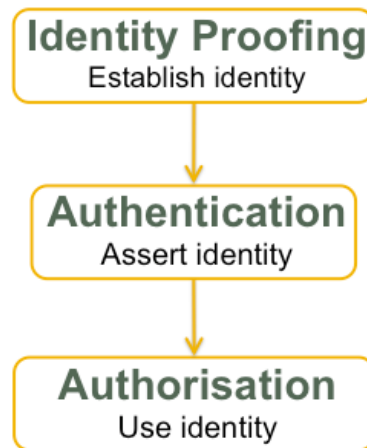 Identity Proofing
Establish identity
Authentication
Assert identity
Authorisation
Use identity